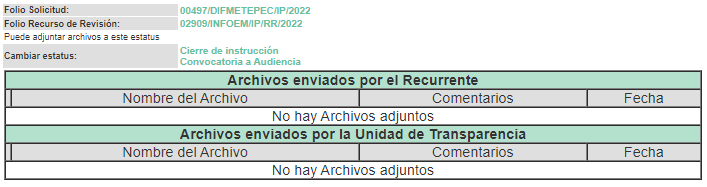 Folio Solicitud: 00497/DIFMETEPEC/IP/2022
Folio Recurso de Revisión: 02909/INFOEM/IP/RR/2022
Puede adjuntar archivos a este estatus
Cambiar estatus: Cierre de instrucción
Convocatoria a Audiencia
Archivos enviados por el Recurrente
Nombre del Archivo Comentarios Fecha
No hay Archivos adjuntos
Archivos enviados por la Unidad de Transparencia
Nombre del Archivo Comentarios Fecha
No hay Archivos adjuntos